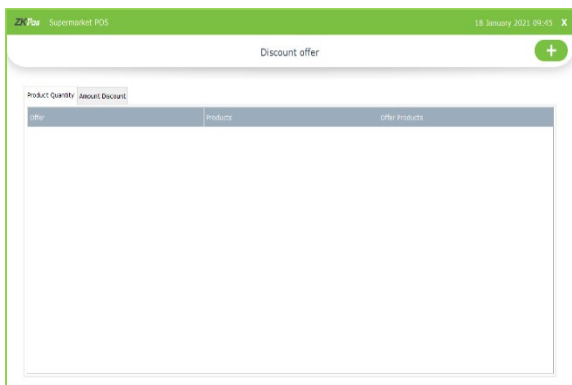 ZKPos Supermarket POS 18 January 2021 09:45 X
Discount offer +
Product Quantity Amount Discount
Offer Products Offer Products